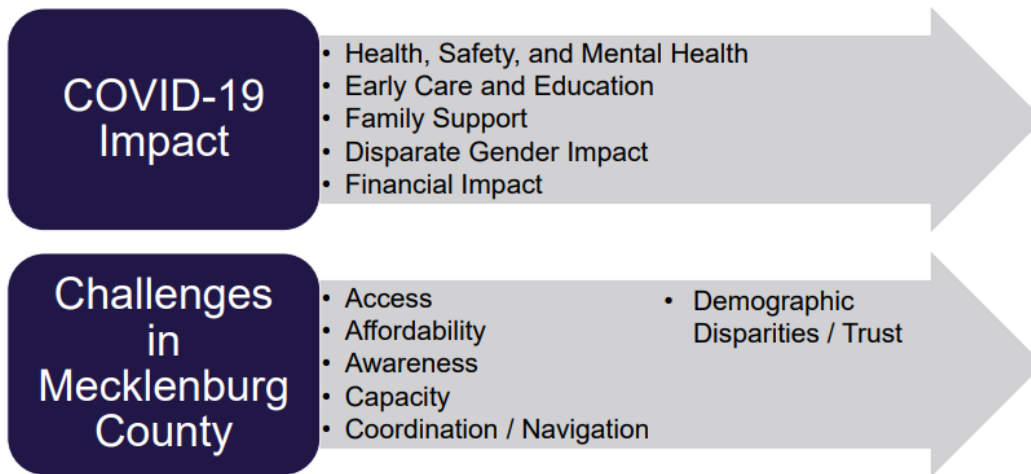 COVID-19
Impact
• Health, Safety, and Mental Health
• Early Care and Education
• Family Support
• Disparate Gender Impact
• Financial Impact
Challenges
in
Mecklenburg
County
• Access
• Affordability
• Awareness
• Capacity
• Coordination / Navigation
• Demographic
Disparities / Trust